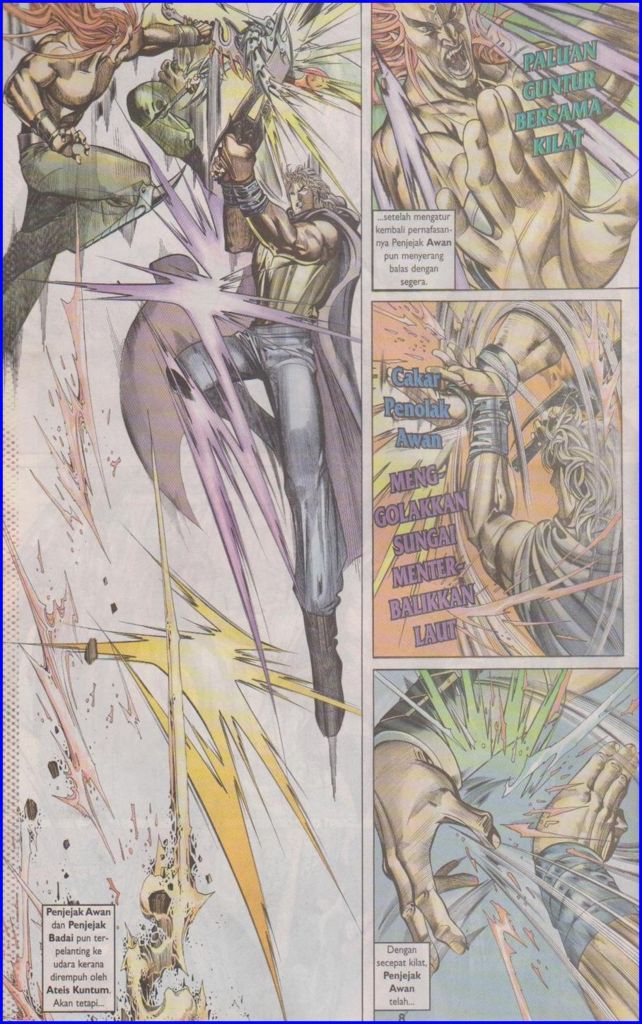 Penjejak Awan
dan Penjejak
Badai pun ter-
pelanting ke
udara kerana
dirempuh oleh
Ateis Kuntum.
Akan tetapi...
PALUAN
GUNTUR
BERSAMA
KILAT
...setelah mengatur
kembali pernafasan-
nya Penjejak Awan
pun menyerang
balas dengan
segera.
Cakar
Penolak
Awan
MENG-
GOLAKKAN
SUNGAI
MENTER-
BALIKKAN
LAUT
Dengan
secepat kilat,
Penjejak
Awan
telah...
8